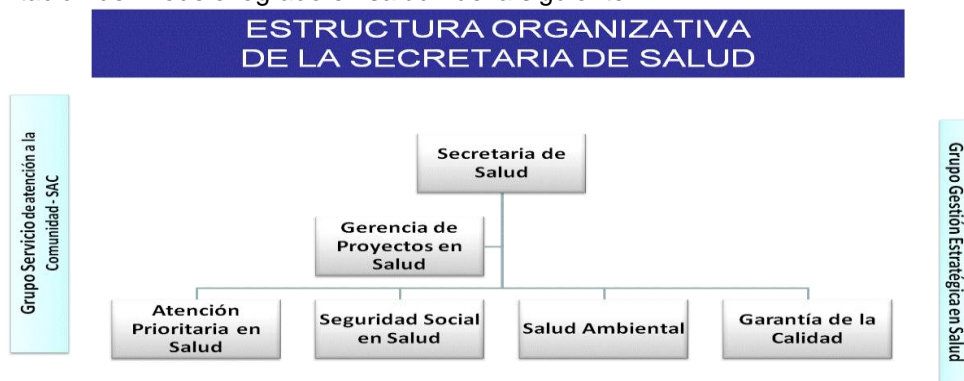 ESTRUCTURA ORGANIZATIVA
DE LA SECRETARIA DE SALUD
Grupo Servicio de atención a la
Comunidad - SAC
Secretaria de
Salud
Gerencia de
Proyectos en
Salud
Atención
Prioritaria en
Salud
Seguridad Social
en Salud
Salud Ambiental
Garantía de la
Calidad
Grupo Gestión Estratégica en Salud